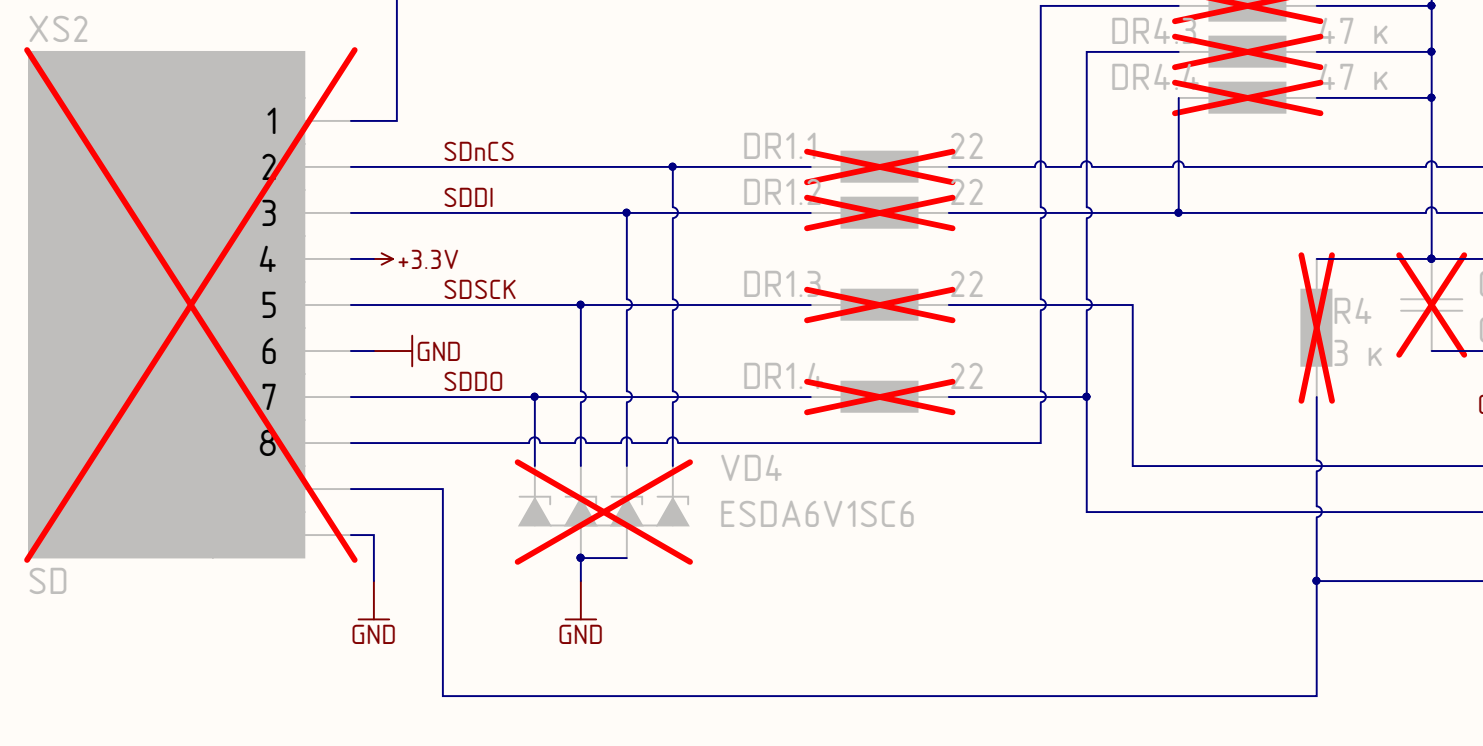 XS2
DR4.3 47 к
DR4.4 47 к
1
2 SDnCS DR1.1 22
3 SDDI DR1.2 22
4 +3.3V
5 SDSCK DR1.3 22
R4
6 GND
3 к
7 SDDO DR1.4 22
8
VD4
ESDA6V1SC6
SD
GND GND